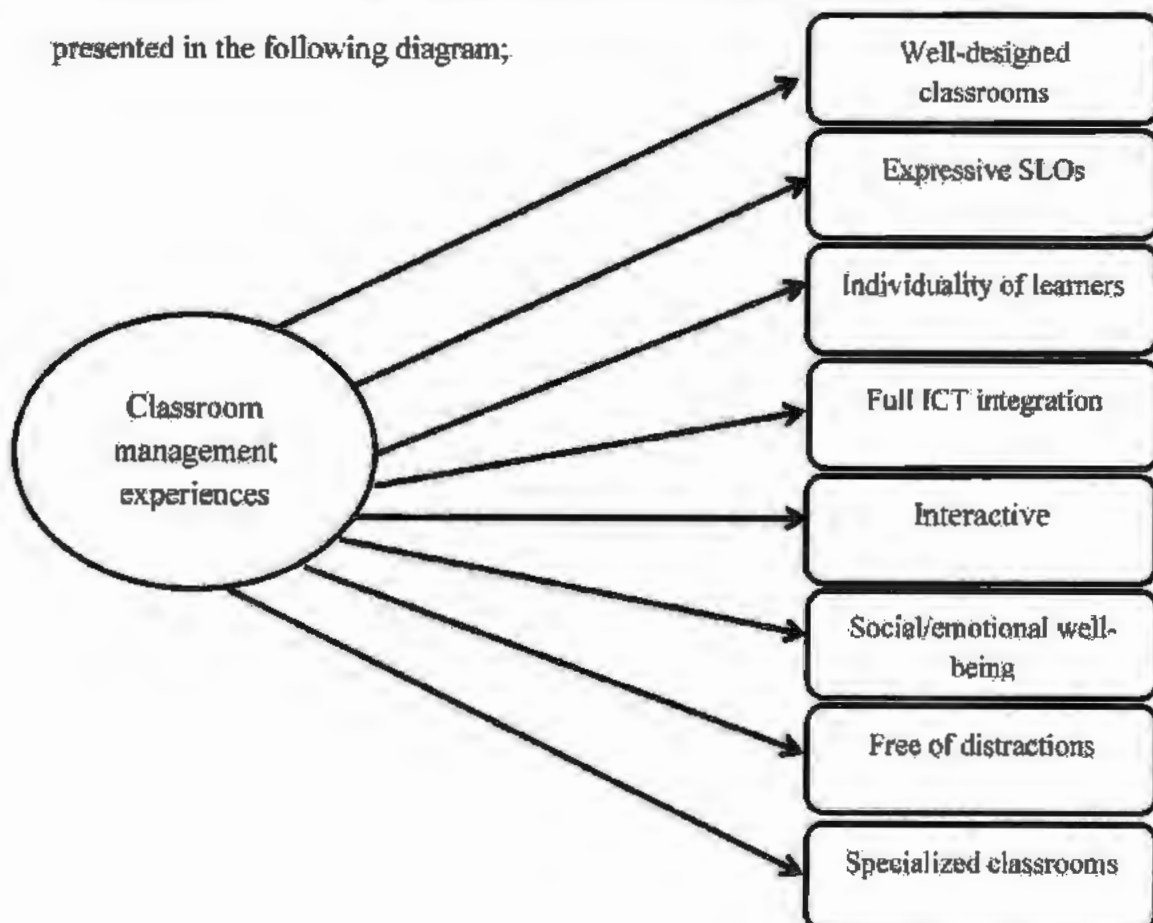 presented in the following diagram;
Well-designed
classrooms
Expressive SLOs
Individuality of learners
Full ICT integration
Classroom
management
experiences
Interactive
Social/emotional well-
being
Free of distractions
Specialized classrooms